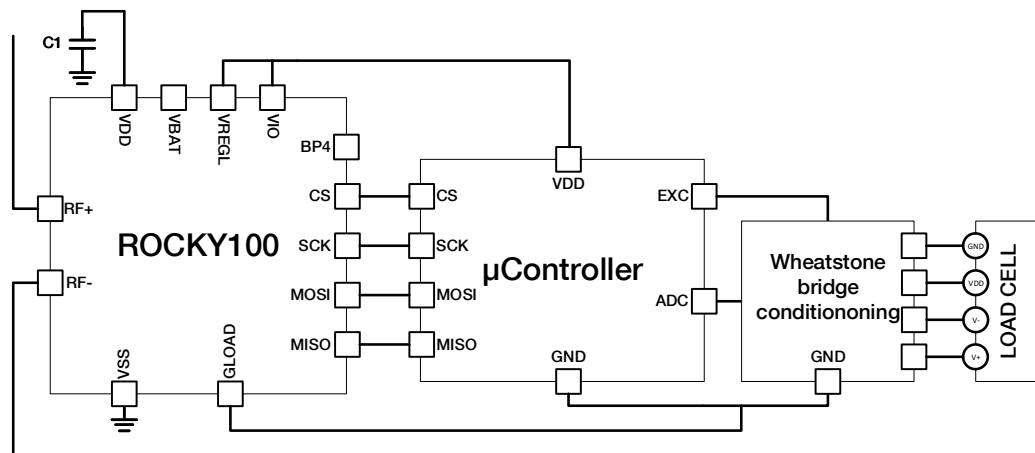 C1
VDD
VBAT
VREGL
VIO
BP4
VDD
CS
CS
EXC
RF+
ROCKY100
SCK
SCK
µController
Wheatstone
bridge
conditiononing
GND
VDD
V-
V+
LOAD CELL
RF-
MOSI
MOSI
ADC
MISO
MISO
VSS
GLOAD
GND
GND